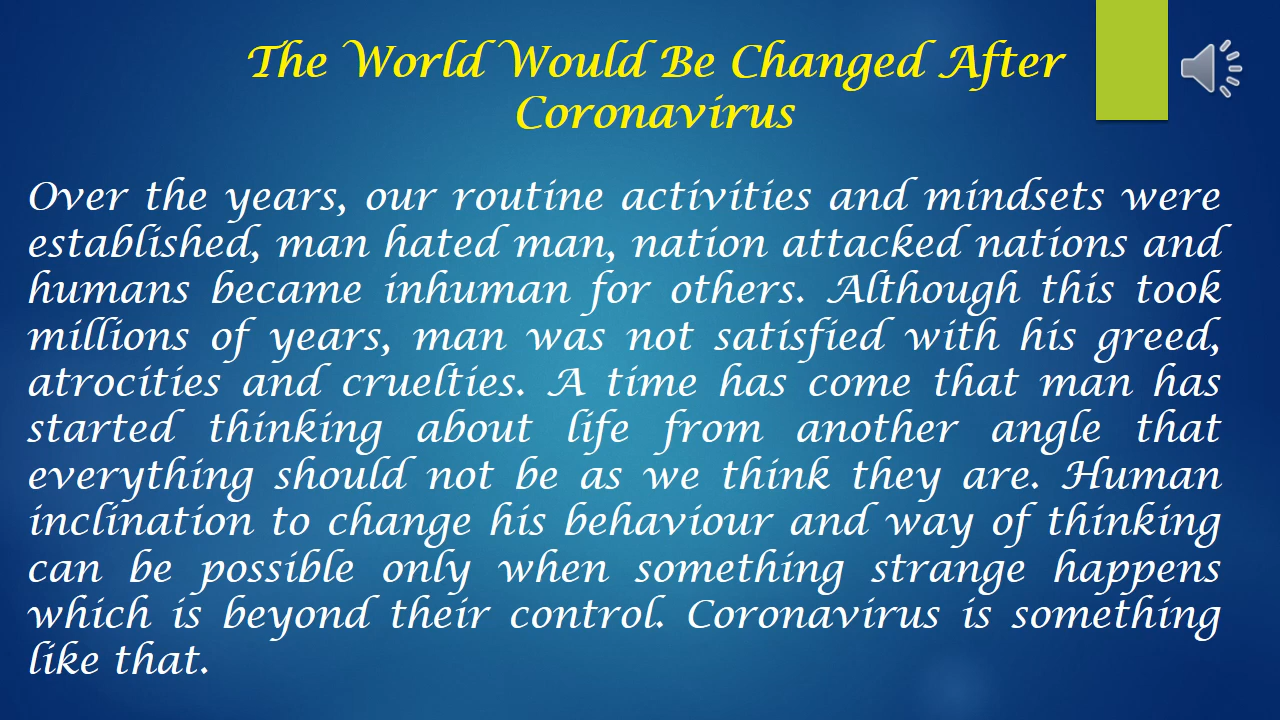 The World Would Be Changed After
Coronavirus
Over the years, our routine activities and mindsets were
established, man hated man, nation attacked nations and
humans became inhuman for others. Although this took
millions of years, man was not satisfied with his greed,
atrocities and cruelties. A time has come that man has
started thinking about life from another angle that
everything should not be as we think they are. Human
inclination to change his behaviour and way of thinking
can be possible only when something strange happens
which is beyond their control. Coronavirus is something
like that.